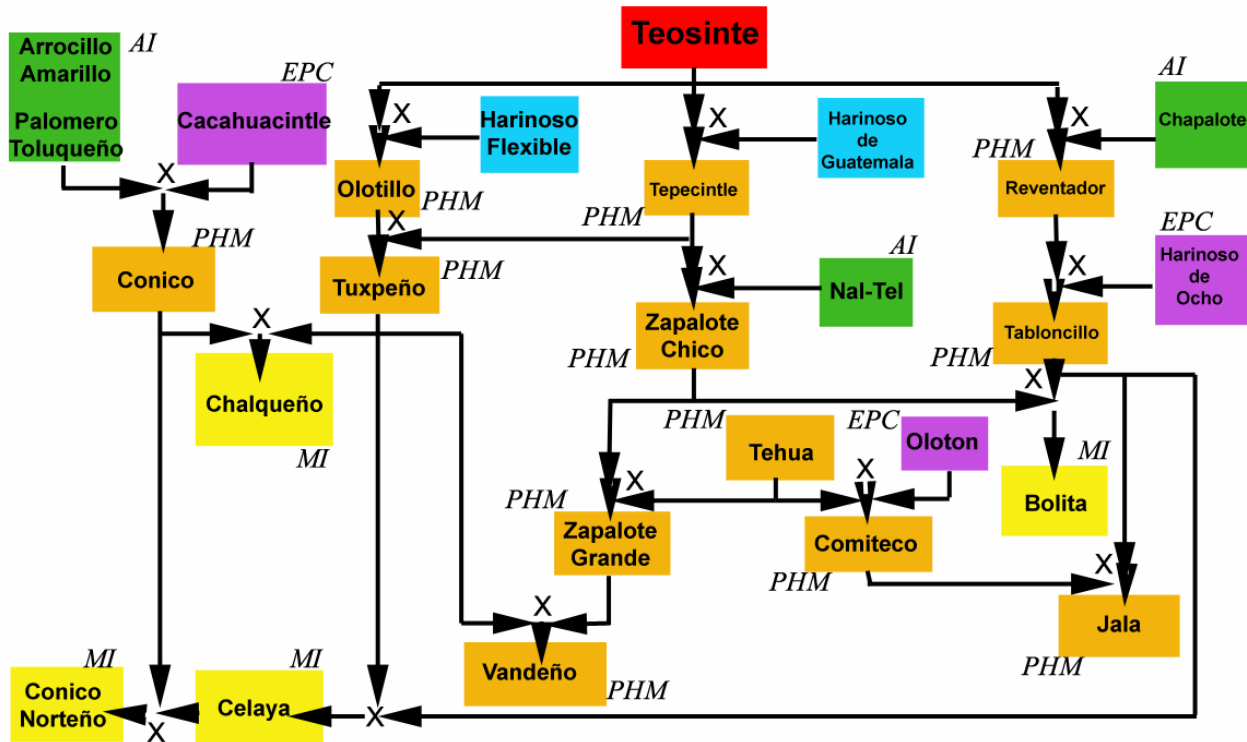 Teosinte
Arrocillo
Amarillo
Palomero
Toluqueño
AI
EPC
Cacahuacintle
X
Harinoso
Flexible
X
Harinoso
de
Guatemala
X
AI
Chapalote
X
PHM
X
Olotillo
PHM
Tepecintle
PHM
Reventador
EPC
Harinoso
de
Ocho
PHM
Conico
X
Tuxpeño
PHM
X
AI
Nal-Tel
X
Zapalote
Chico
PHM
Tabloncillo
PHM
X
Chalqueño
MI
X
PHM
Tehua
EPC
Oloton
MI
Bolita
X
X
PHM
Zapalote
Grande
Comiteco
PHM
X
Jala
PHM
X
Vandeño
PHM
MI
Conico
Norteño
X
MI
Celaya
X